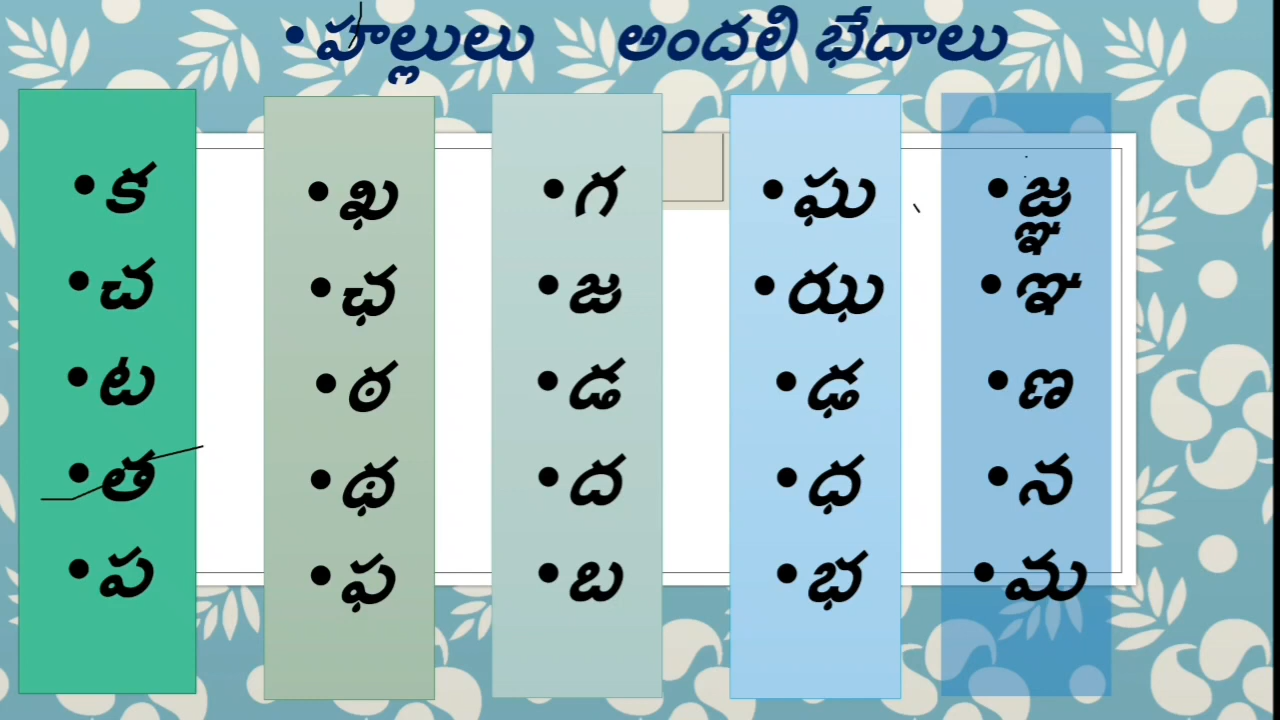 •హల్లులు అందలి భేదాలు
•క •ఖ •గ •ఘ
•చ •ఛ •జ •ఝ •ఞ
•ట •ఠ •డ •ఢ •ణ
•త •థ •ద •ధ •న
•ప •ఫ •బ •భ •మ